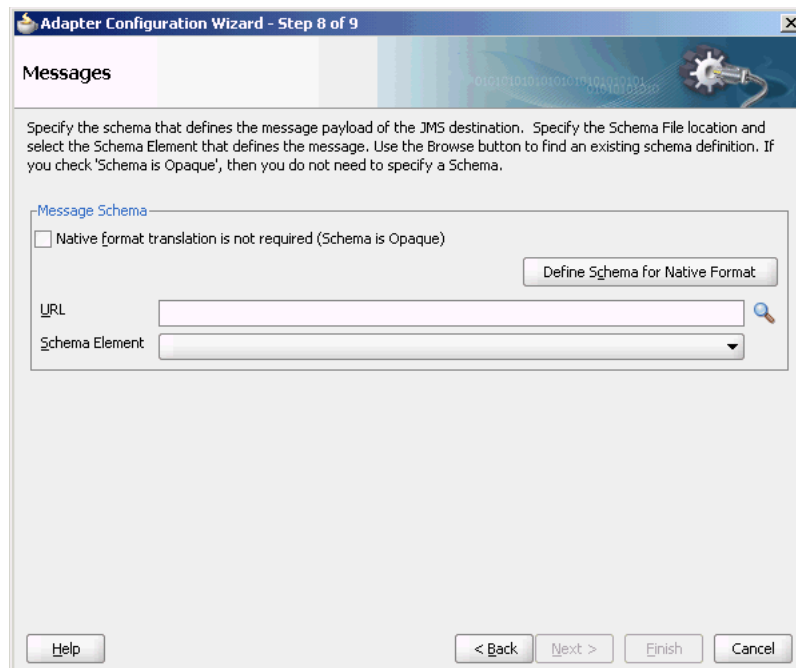 Adapter Configuration Wizard - Step 8 of 9
Messages
Specify the schema that defines the message payload of the JMS destination.  Specify the Schema File location and
select the Schema Element that defines the message. Use the Browse button to find an existing schema definition. If
you check 'Schema is Opaque', then you do not need to specify a Schema.
Message Schema
Native format translation is not required (Schema is Opaque)
Define Schema for Native Format
URL
Schema Element
Help
< Back
Next >
Finish
Cancel